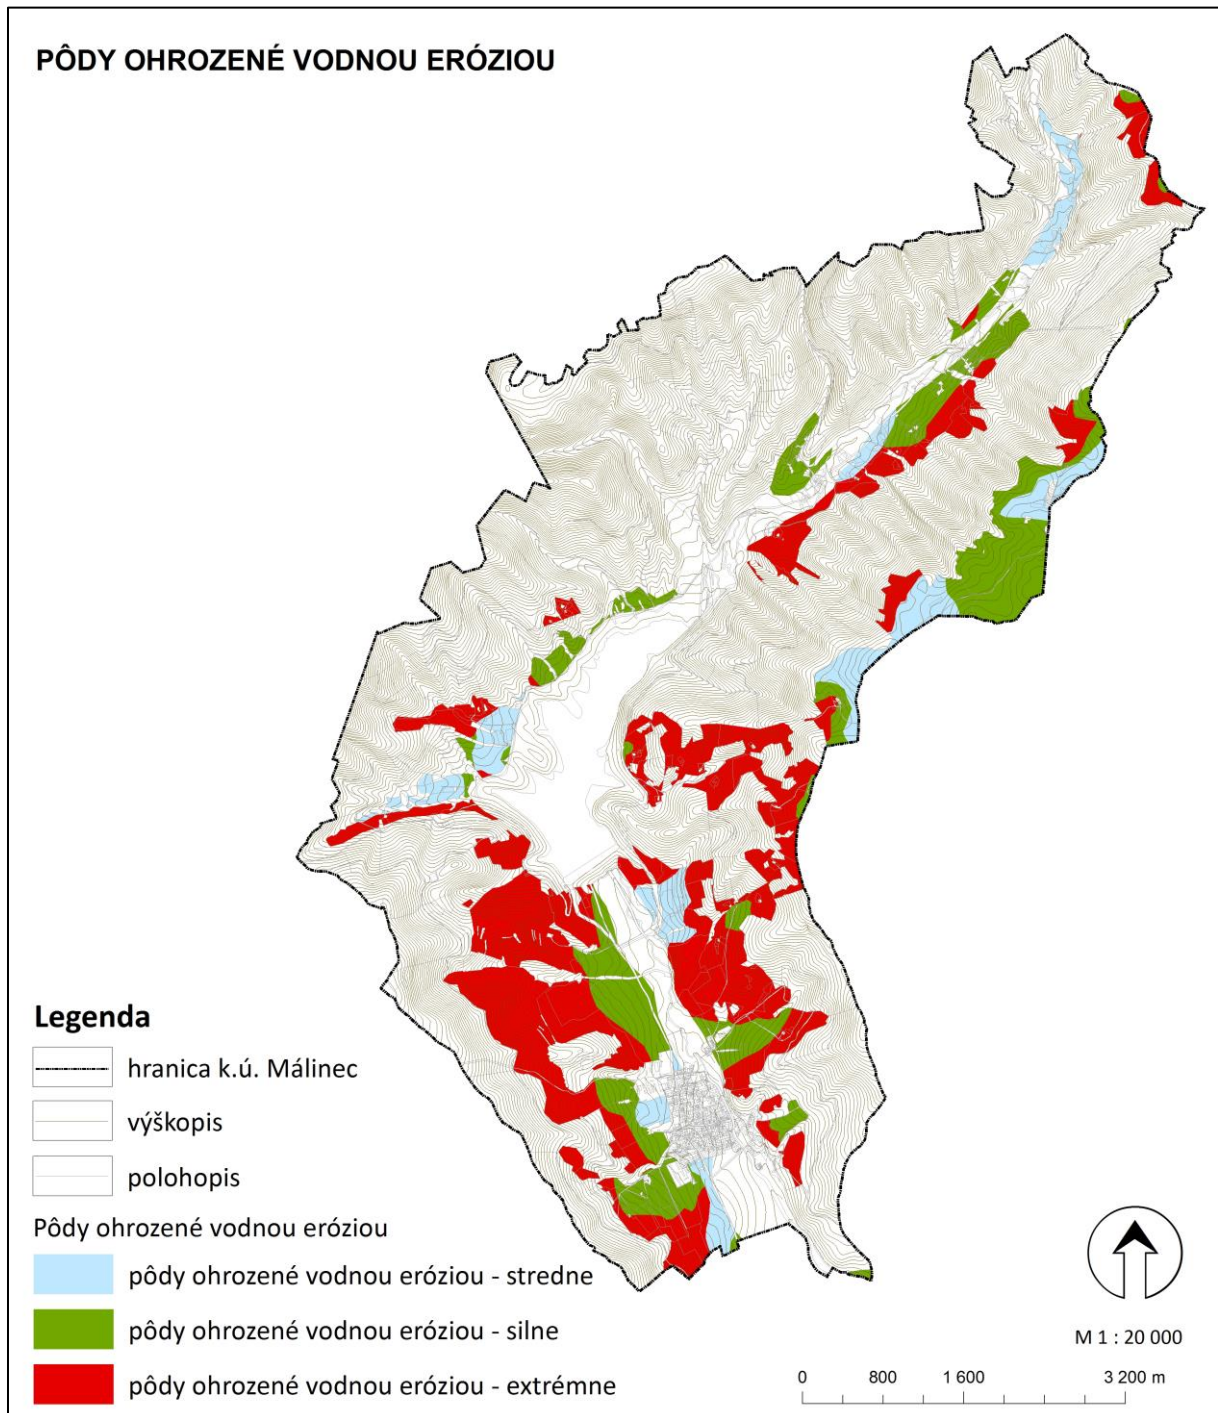 PÔDY OHROZENÉ VODNOU ERÓZIOU
Legenda
hranica k.ú. Málinec
výškopis
polohopis
Pôdy ohrozené vodnou eróziou
pôdy ohrozené vodnou eróziou - stredne
pôdy ohrozené vodnou eróziou - silne
pôdy ohrozené vodnou eróziou - extrémne
M 1 : 20 000
0 800 1 600 3 200 m